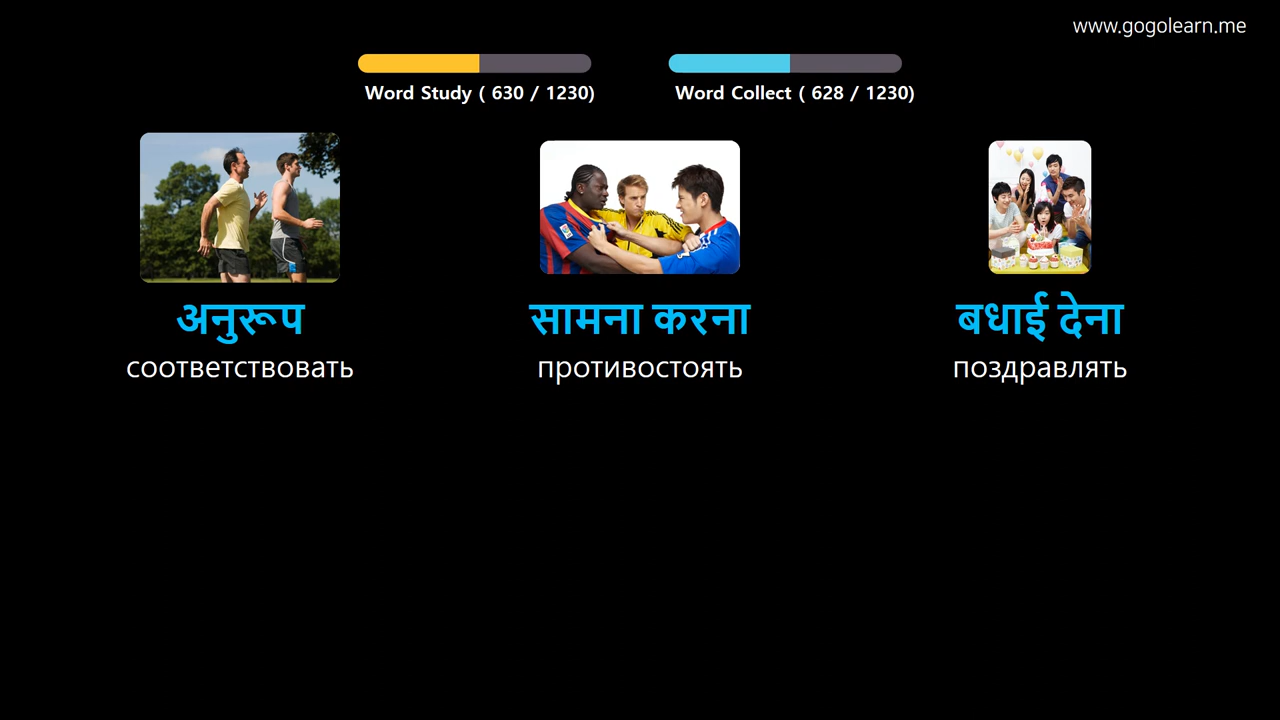 www.gogolearn.me
Word Study ( 630 / 1230)
Word Collect ( 628 / 1230)
अनुरूप
सामना करना
बधाई देना
соответствовать
противостоять
поздравлять